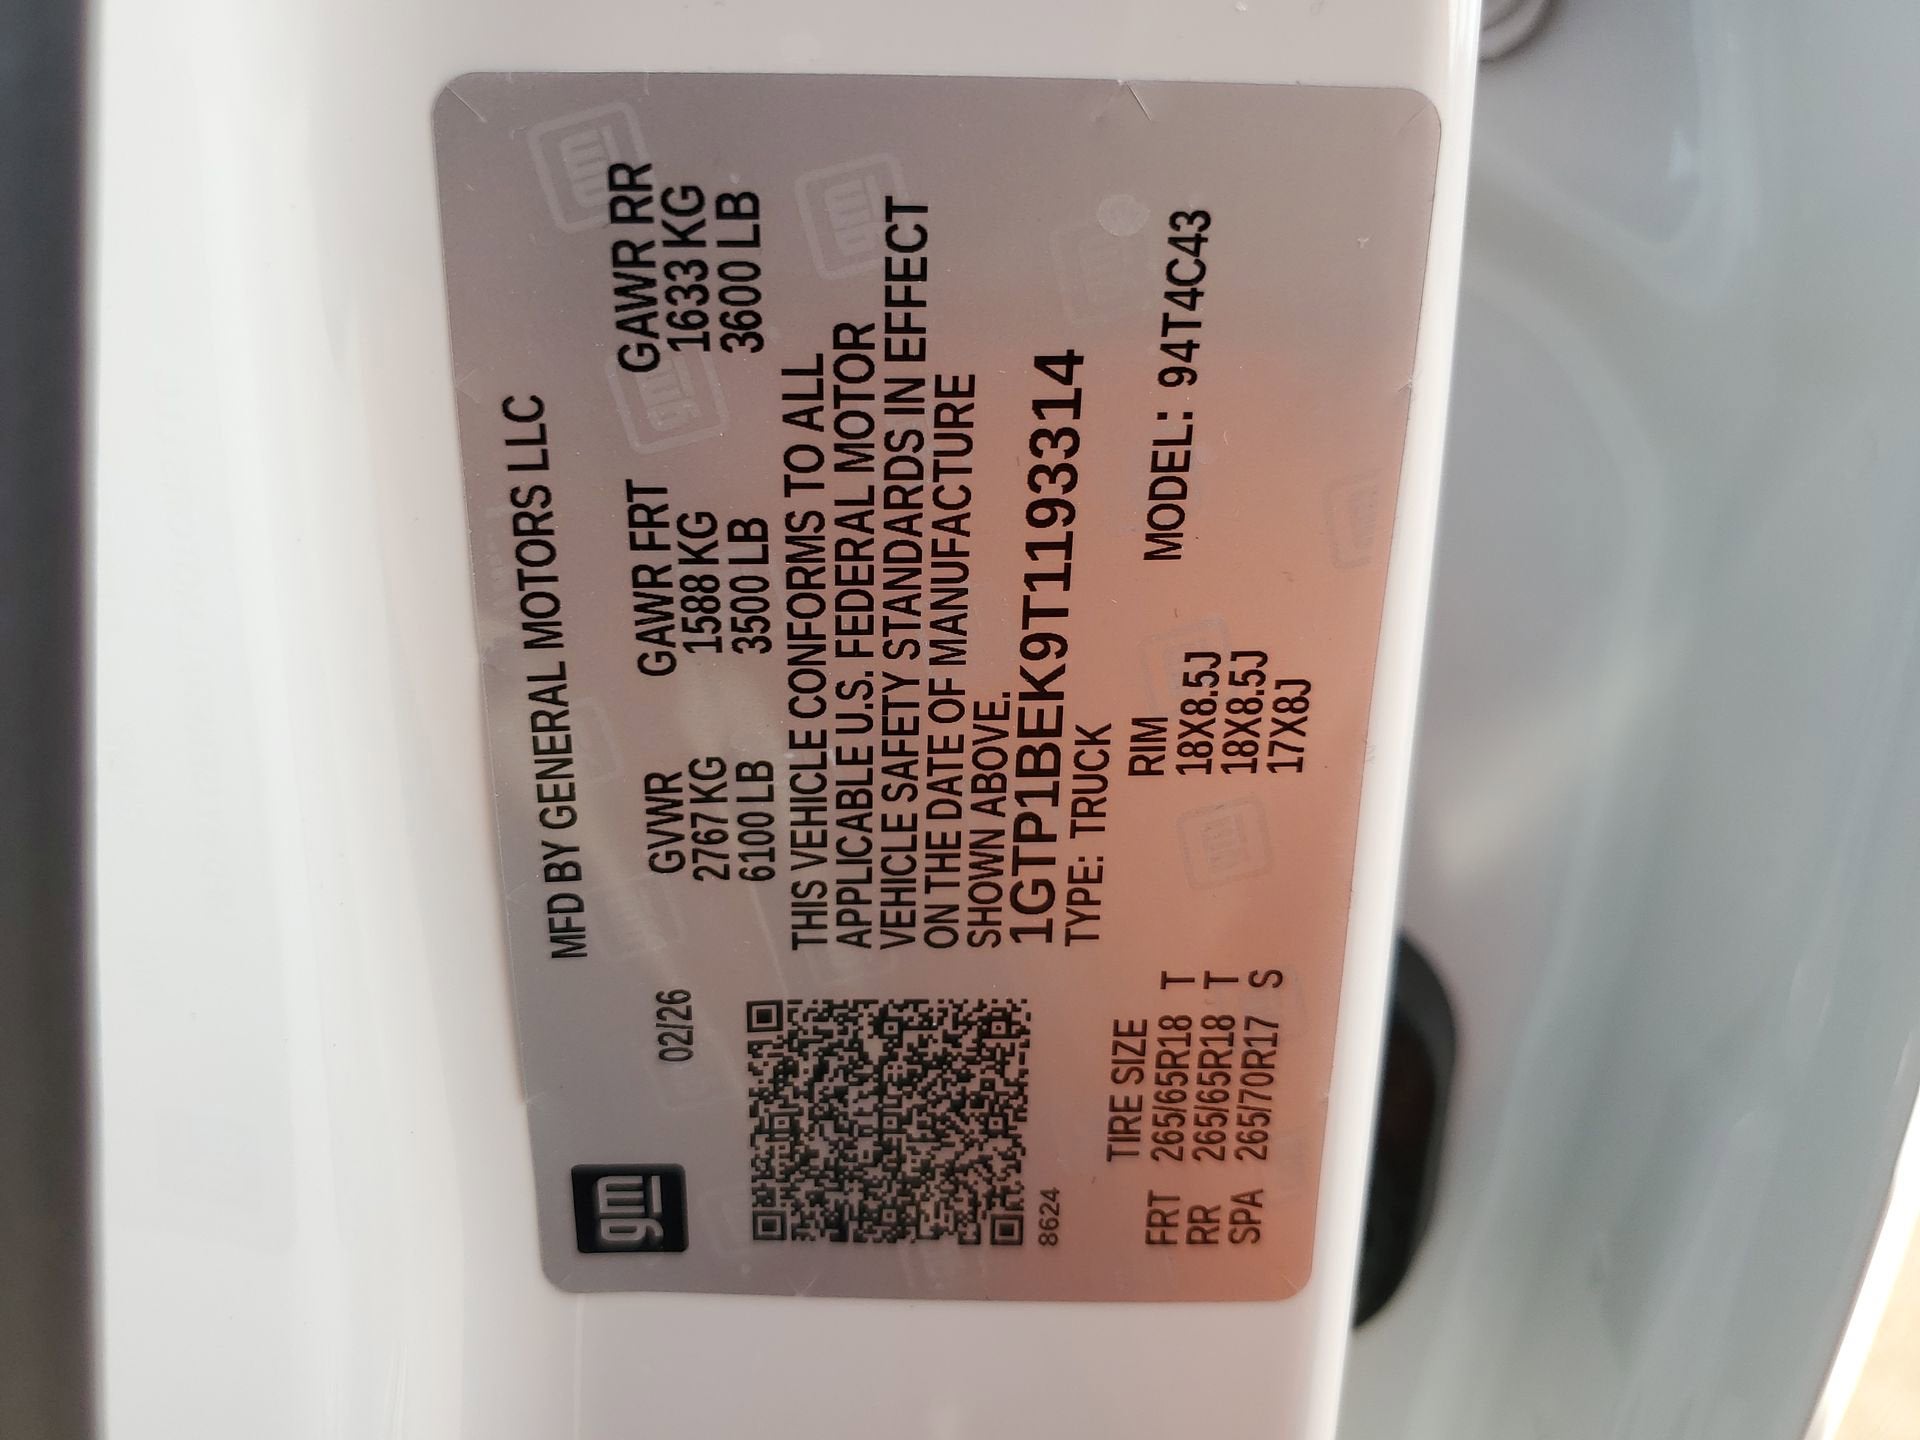 gm
MFD BY GENERAL MOTORS LLC
02/26
GVWR GAWR FRT GAWR RR
2767 KG 1588 KG 1633 KG
6100 LB 3500 LB 3600 LB
THIS VEHICLE CONFORMS TO ALL
APPLICABLE U.S. FEDERAL MOTOR
VEHICLE SAFETY STANDARDS IN EFFECT
ON THE DATE OF MANUFACTURE
SHOWN ABOVE.
1GTP1BEK9T1193314
8624
TYPE: TRUCK
MODEL: 94T4C43
TIRE SIZE RIM
FRT 265/65R18 T 18X8.5J
RR 265/65R18 T 18X8.5J
SPA 265/70R17 S 17X8J